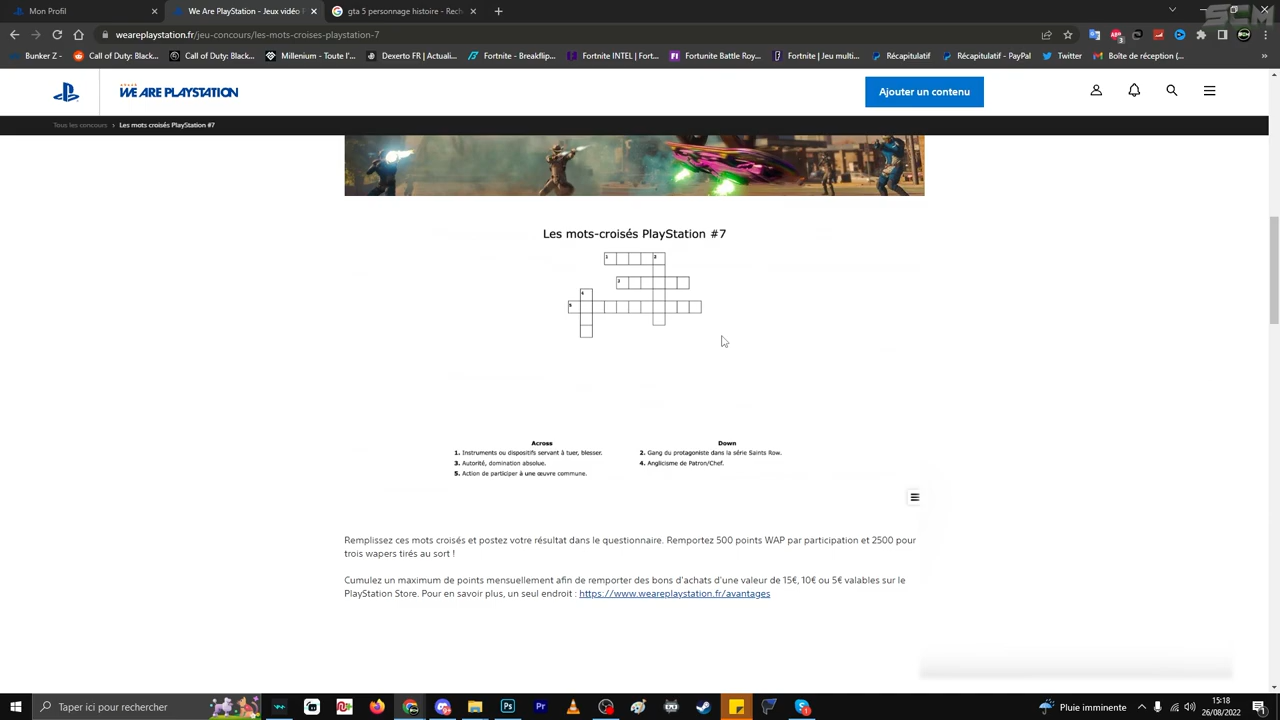 Mon Profil
We Are PlayStation - Jeux vidéo F
gta 5 personnage histoire - Rech
weareplaystation.fr/jeu-concours/les-mots-croises-playstation-7
Bunker Z -
Call of Duty: Black...
Call of Duty: Black...
Millenium - Toute l'...
Dexerto FR | Actuali...
Fortnite - Breakflip...
Fortnite INTEL | Fort...
Fortunite Battle Roy...
Fortnite | Jeu multi...
Récapitulatif
Récapitulatif - PayPal
Twitter
Boîte de réception (...
WE ARE PLAYSTATION
Ajouter un contenu
Tous les concours > Les mots croisés PlayStation #7
Les mots-croisés PlayStation #7
1 2
3
4
5
Across
1. Instruments ou dispositifs servant à tuer, blesser.
3. Autorité, domination absolue.
5. Action de participer à une œuvre commune.
Down
2. Gang du protagoniste dans la série Saints Row.
4. Anglicisme de Patron/Chef.
Remplissez ces mots croisés et postez votre résultat dans le questionnaire. Remportez 500 points WAP par participation et 2500 pour
trois wapers tirés au sort !
Cumulez un maximum de points mensuellement afin de remporter des bons d'achats d'une valeur de 15€, 10€ ou 5€ valables sur le
PlayStation Store. Pour en savoir plus, un seul endroit : https://www.weareplaystation.fr/avantages
Taper ici pour rechercher
Pluie imminente
15:18
26/08/2022